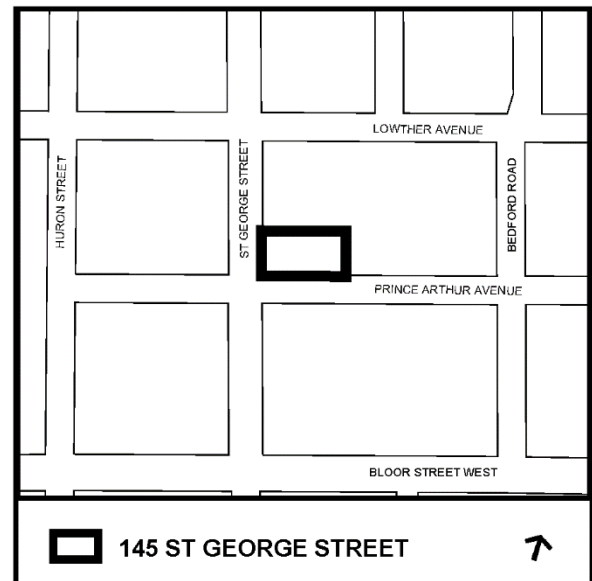 LOWTHER AVENUE
HURON STREET
ST GEORGE STREET
BEDFORD ROAD
PRINCE ARTHUR AVENUE
BLOOR STREET WEST
145 ST GEORGE STREET